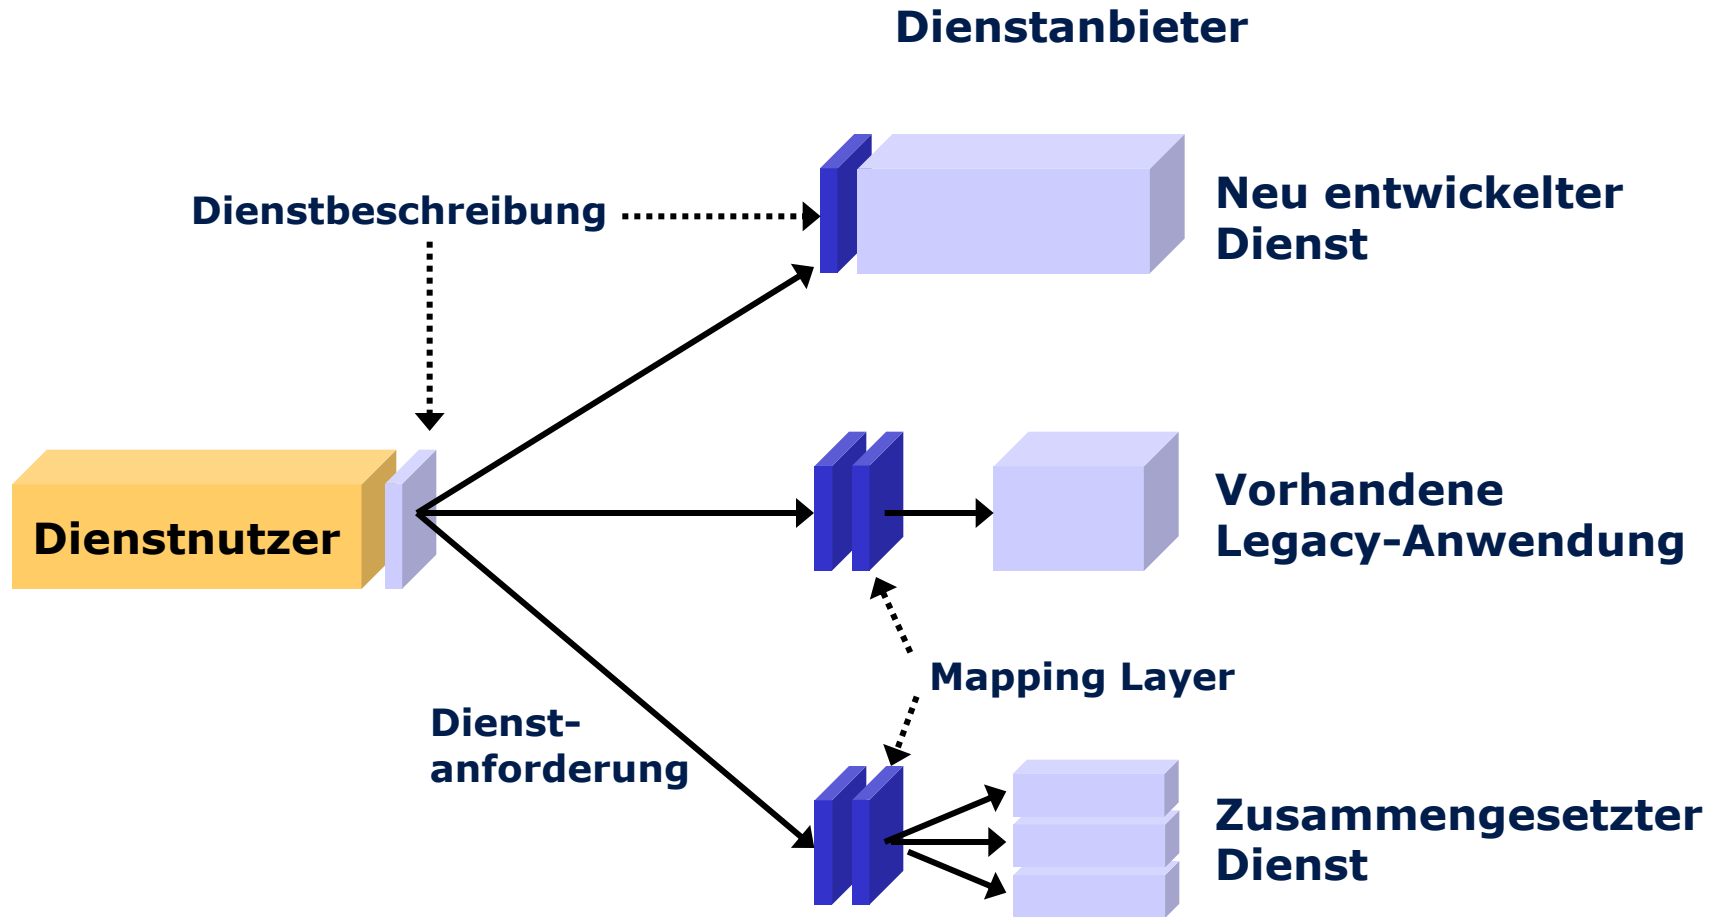 Dienstanbieter
Dienstbeschreibung
Neu entwickelter
Dienst
Dienstnutzer
Vorhandene
Legacy-Anwendung
Mapping Layer
Dienst-
anforderung
Zusammengesetzter
Dienst